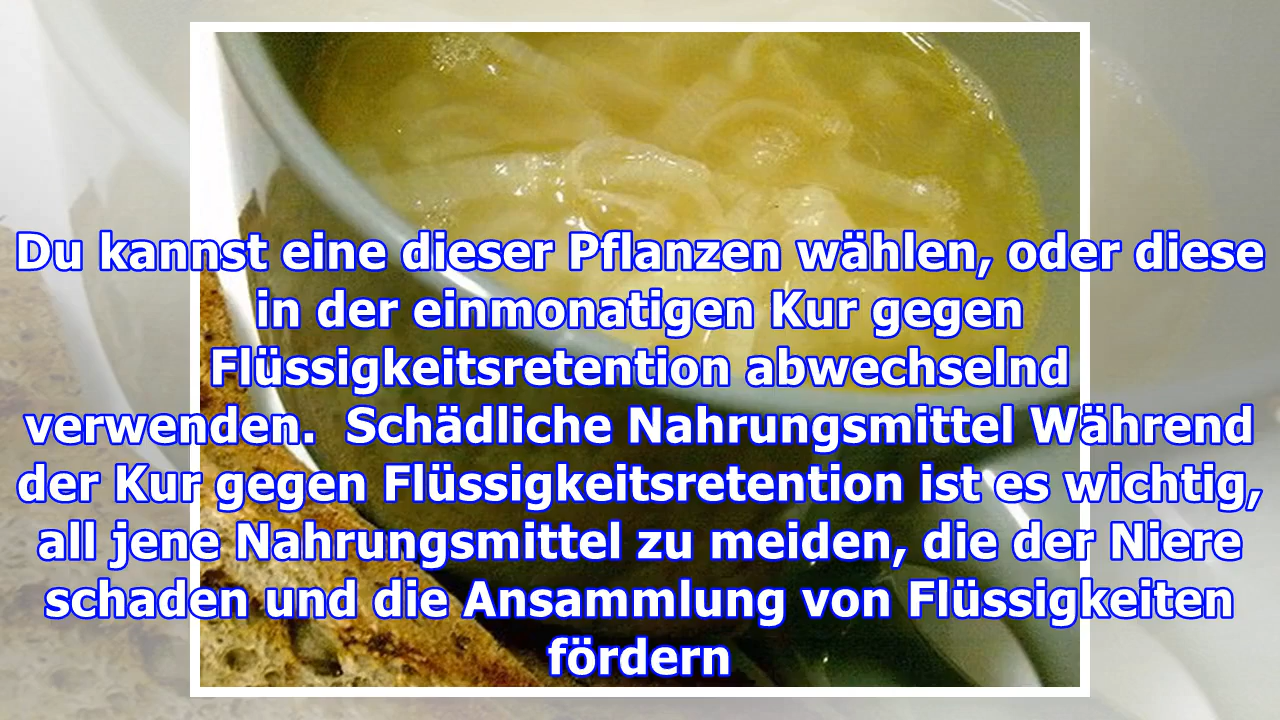 Du kannst eine dieser Pflanzen wählen, oder diese
in der einmonatigen Kur gegen
Flüssigkeitsretention abwechselnd
verwenden.  Schädliche Nahrungsmittel Während
der Kur gegen Flüssigkeitsretention ist es wichtig,
all jene Nahrungsmittel zu meiden, die der Niere
schaden und die Ansammlung von Flüssigkeiten
fördern